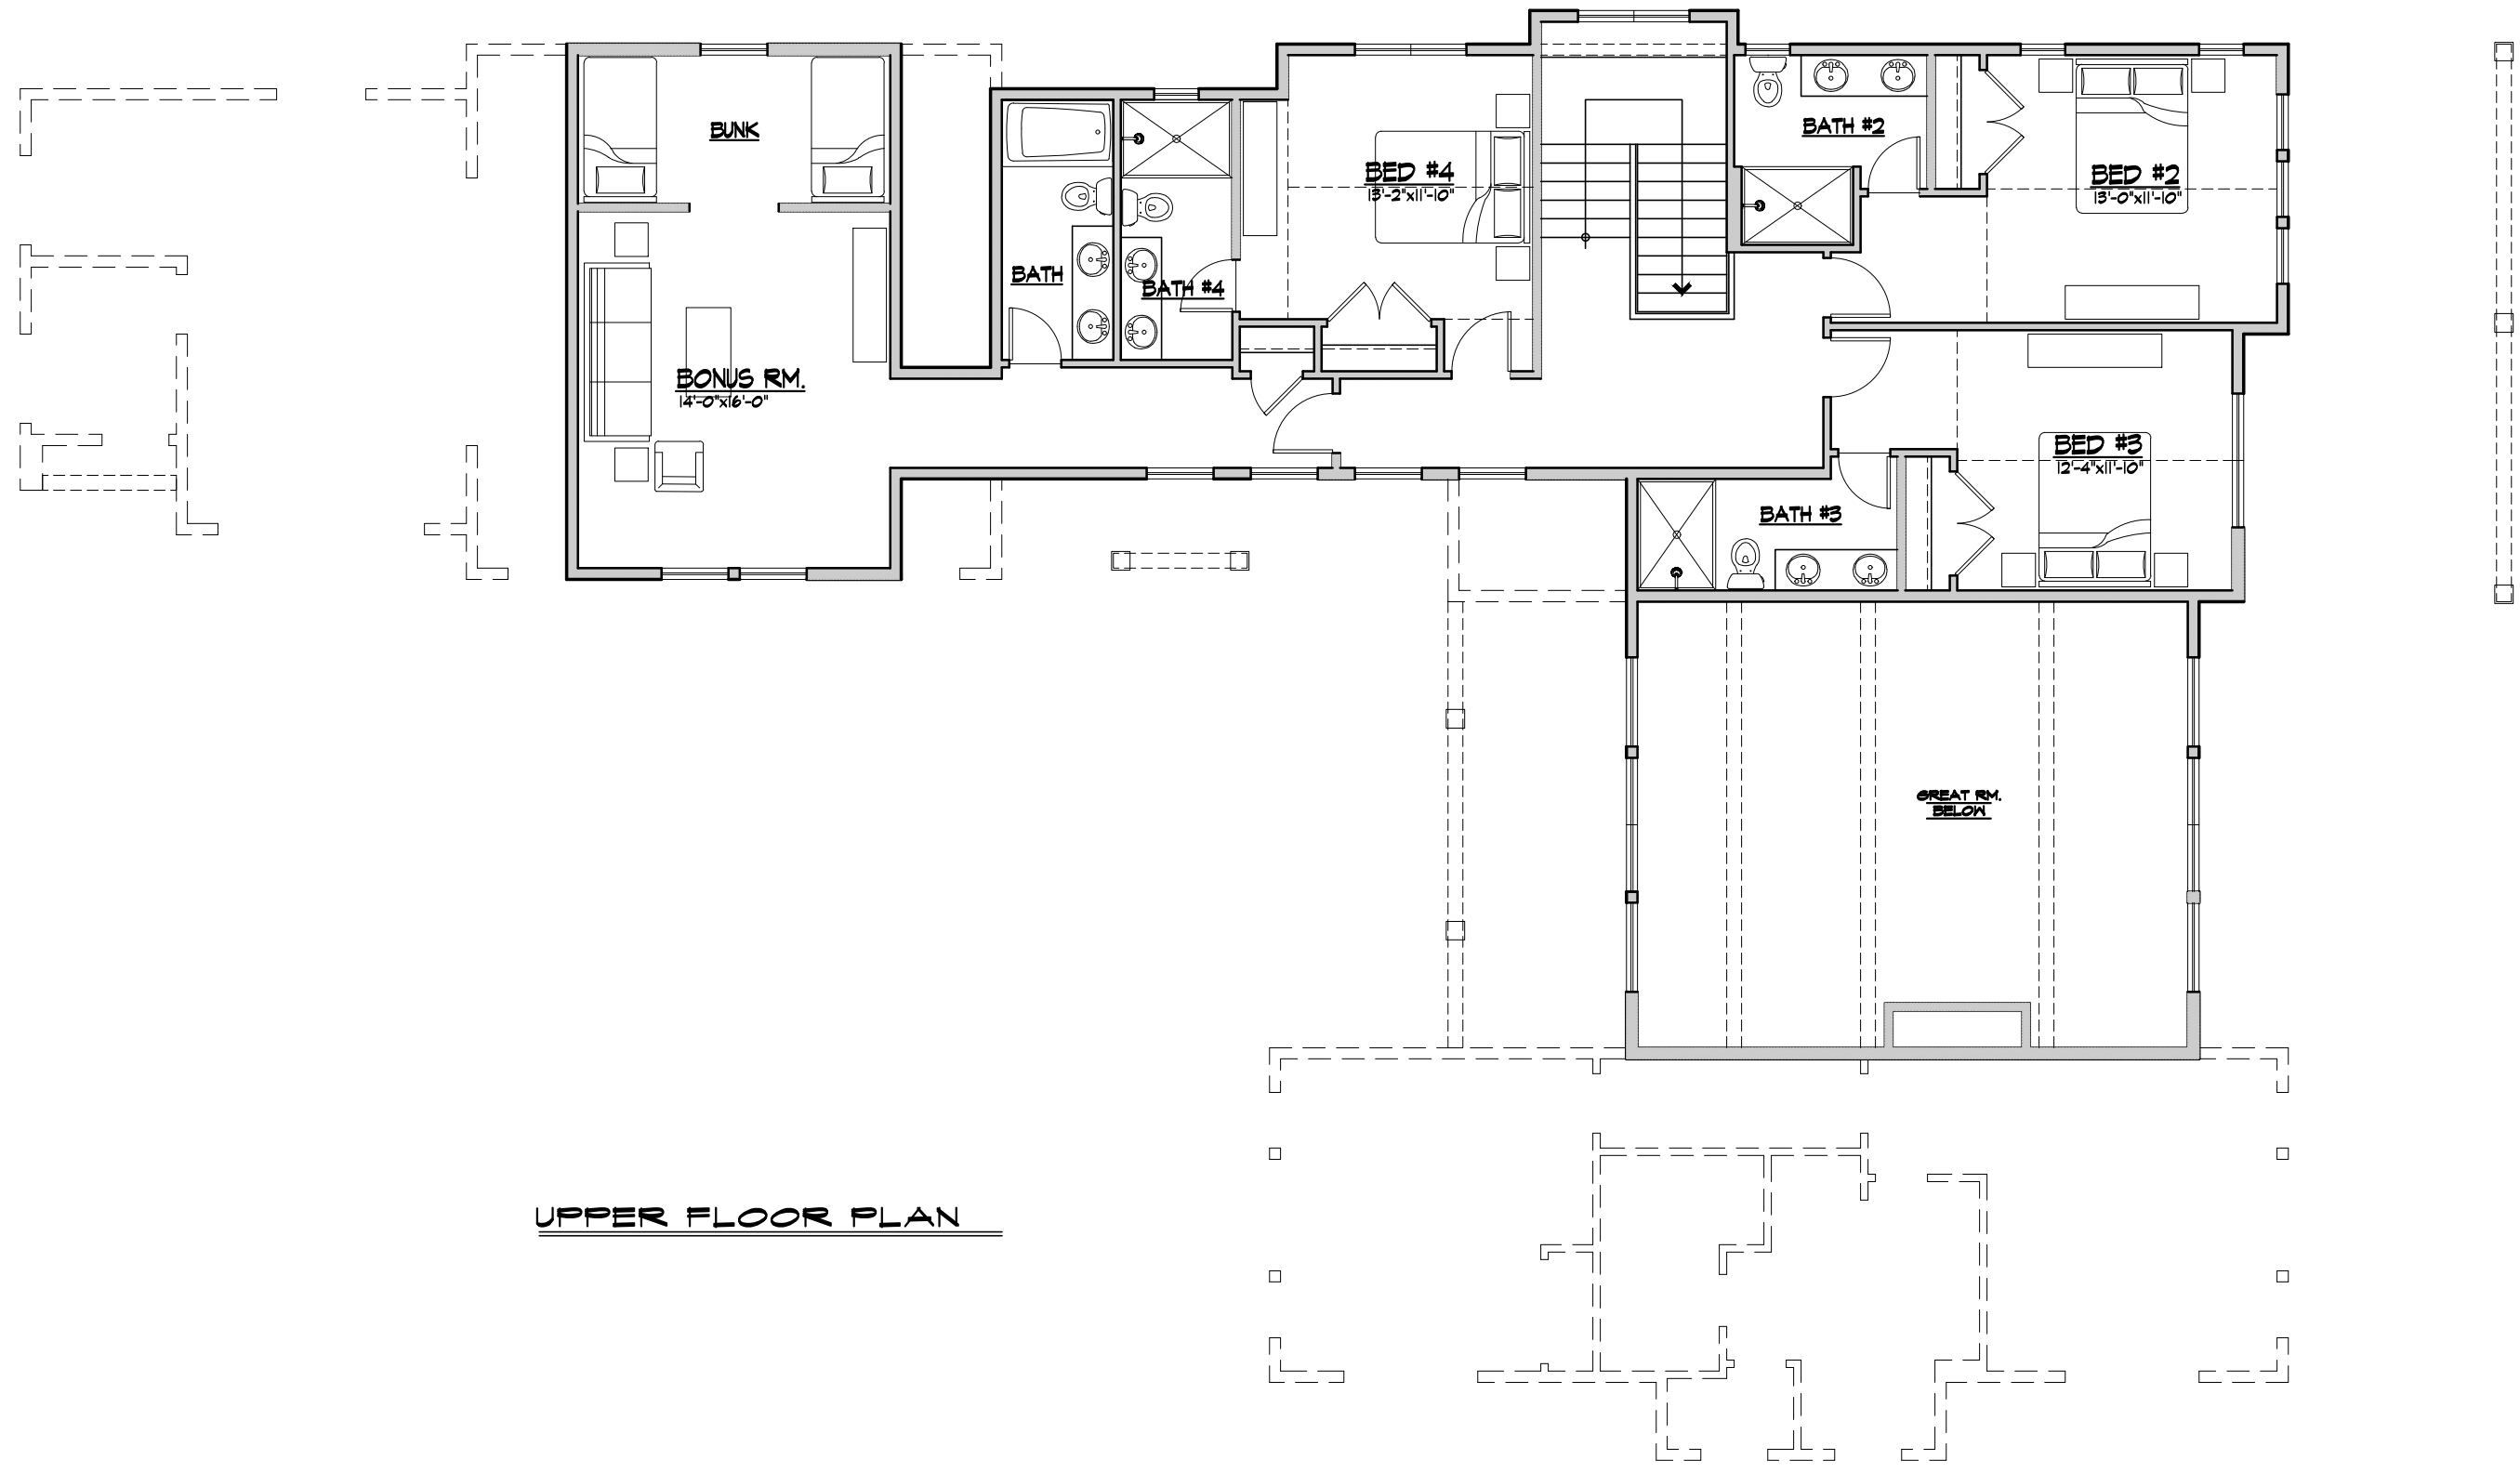 BUNK
BATH #2
BED #4
13'-2"x11'-10"
BED #2
13'-0"x11'-10"
BATH
BATH #4
BONUS RM.
14'-0"x16'-0"
BED #3
12'-4"x11'-10"
BATH #3
GREAT RM.
BELOW
UPPER FLOOR PLAN